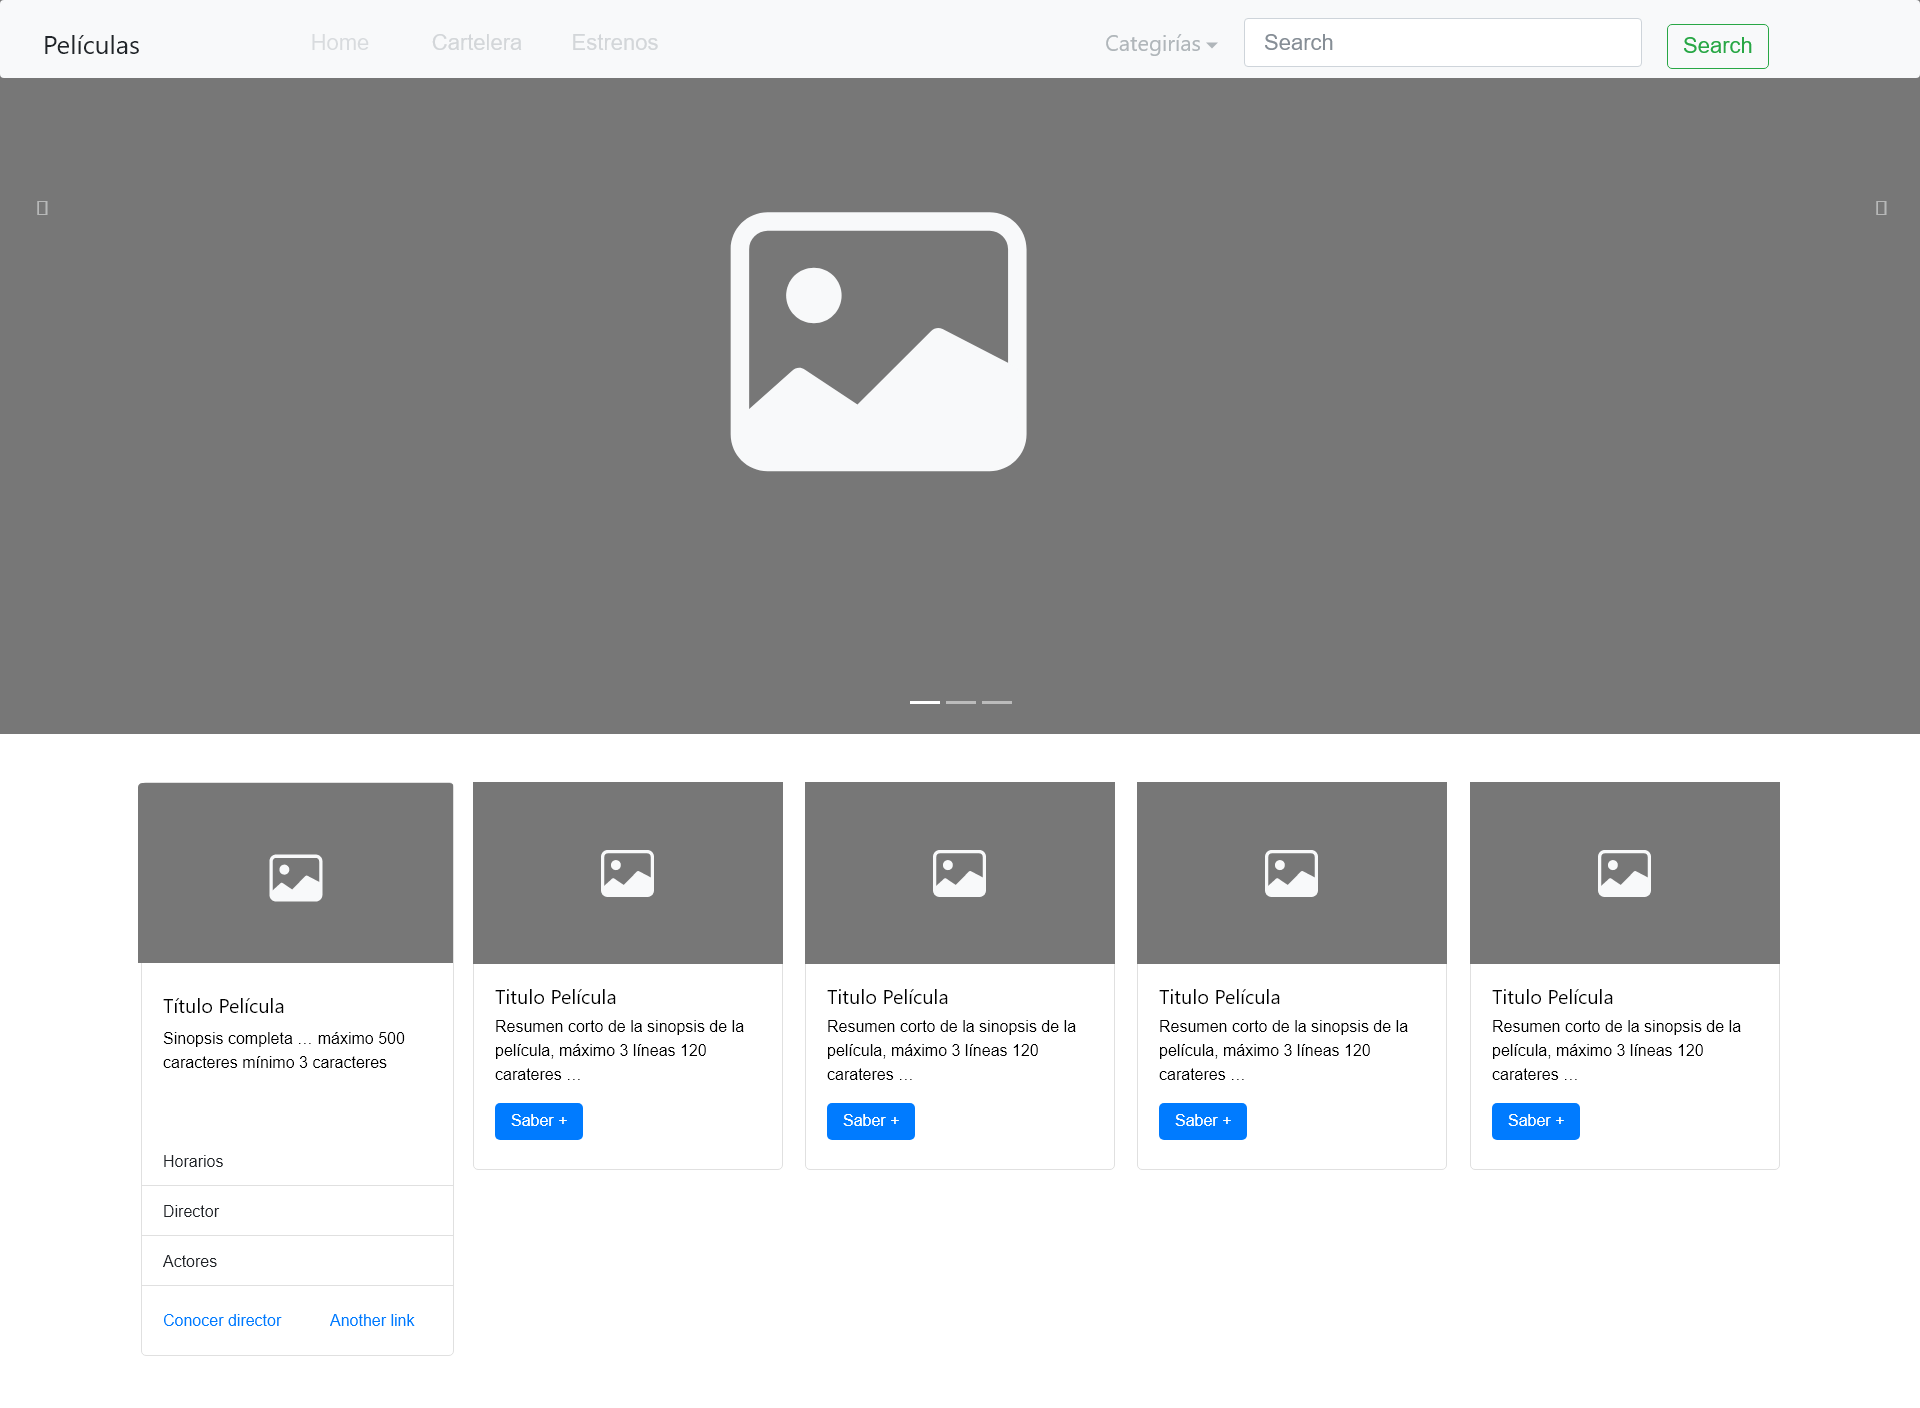 Películas
Home
Cartelera
Estrenos
Categirías
Search
Search
Título Película
Sinopsis completa … máximo 500
caracteres mínimo 3 caracteres
Horarios
Director
Actores
Conocer director
Another link
Titulo Película
Resumen corto de la sinopsis de la
película, máximo 3 líneas 120
carateres …
Saber +
Titulo Película
Resumen corto de la sinopsis de la
película, máximo 3 líneas 120
carateres …
Saber +
Titulo Película
Resumen corto de la sinopsis de la
película, máximo 3 líneas 120
carateres …
Saber +
Titulo Película
Resumen corto de la sinopsis de la
película, máximo 3 líneas 120
carateres …
Saber +